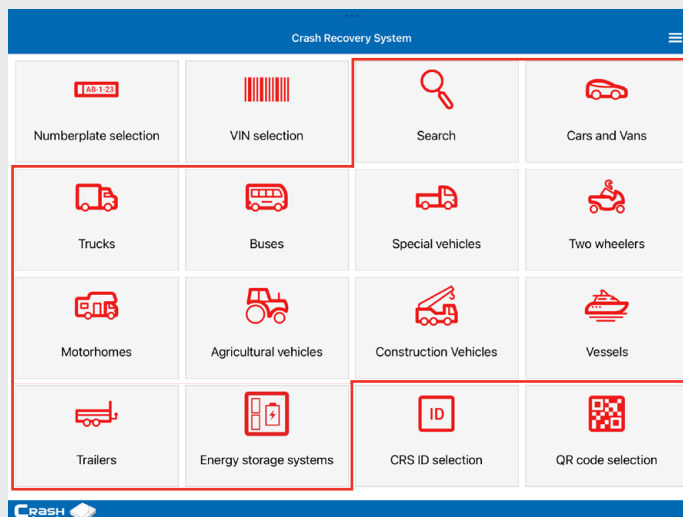 Crash Recovery System
AB-1-23
Numberplate selection
VIN selection
Search
Cars and Vans
Trucks
Buses
Special vehicles
Two wheelers
Motorhomes
Agricultural vehicles
Construction Vehicles
Vessels
Trailers
Energy storage systems
ID
CRS ID selection
QR code selection
CRASH